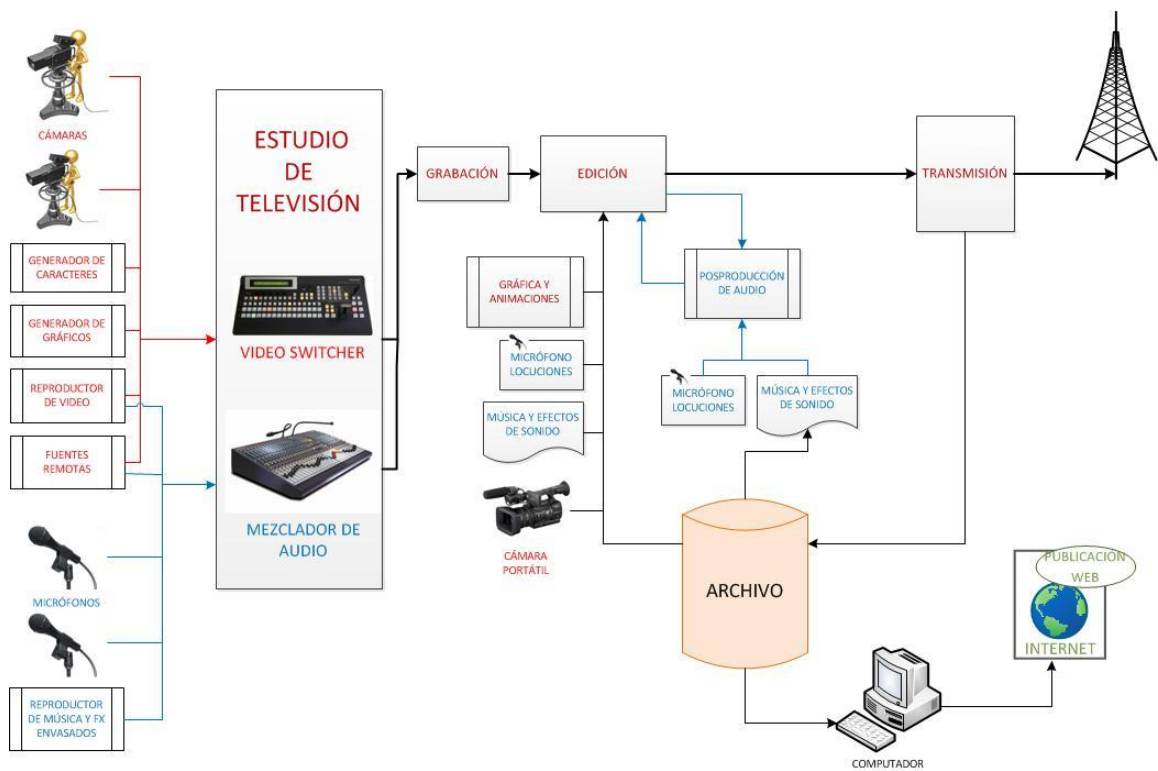 CÁMARAS
GENERADOR DE
CARACTERES
GENERADOR DE
GRÁFICOS
REPRODUCTOR
DE VIDEO
FUENTES
REMOTAS
MICRÓFONOS
REPRODUCTOR
DE MÚSICA Y FX
ENVASADOS
ESTUDIO
DE
TELEVISIÓN
VIDEO SWITCHER
MEZCLADOR DE
AUDIO
GRABACIÓN
EDICIÓN
TRANSMISIÓN
GRÁFICA Y
ANIMACIONES
MICRÓFONO
LOCUCIONES
MÚSICA Y EFECTOS
DE SONIDO
CÁMARA
PORTÁTIL
POSPRODUCCIÓN
DE AUDIO
MICRÓFONO
LOCUCIONES
MÚSICA Y EFECTOS
DE SONIDO
ARCHIVO
COMPUTADOR
PUBLICACIÓN
WEB
INTERNET